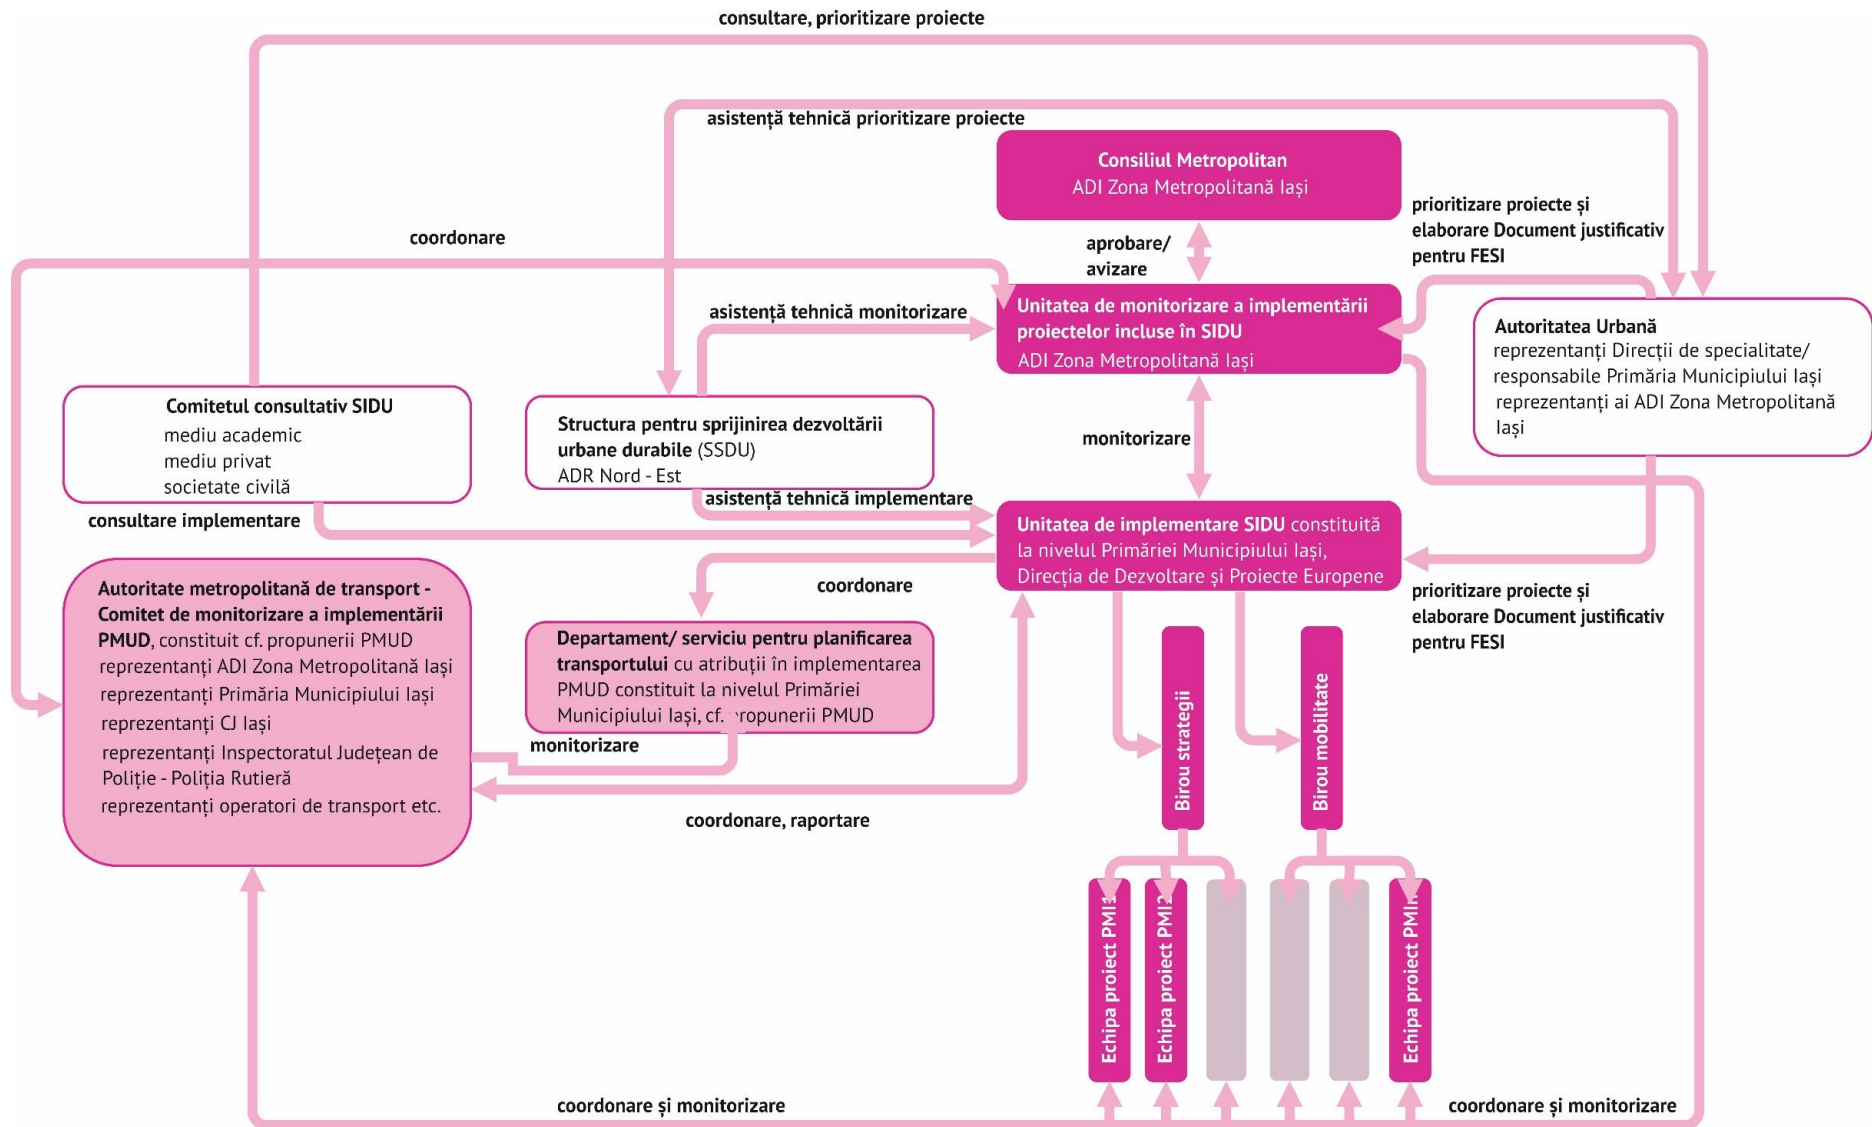 consultare, prioritizare proiecte
asistență tehnică prioritizare proiecte
Consiliul Metropolitan
ADI Zona Metropolitană Iași
prioritizare proiecte și
elaborare Document justificativ
pentru FESI
coordonare
aprobare/
avizare
Unitatea de monitorizare a implementării
proiectelor incluse în SIDU
ADI Zona Metropolitană Iași
asistență tehnică monitorizare
Autoritatea Urbană
reprezentanți Direcții de specialitate/
responsabile Primăria Municipiului Iași
reprezentanți ai ADI Zona Metropolitană
Iași
Comitetul consultativ SIDU
mediu academic
mediu privat
societate civilă
Structura pentru sprijinirea dezvoltării
urbane durabile (SSDU)
ADR Nord - Est
monitorizare
asistență tehnică implementare
consultare implementare
Unitatea de implementare SIDU constituită
la nivelul Primăriei Municipiului Iași,
Direcția de Dezvoltare și Proiecte Europene
coordonare
prioritizare proiecte și
elaborare Document justificativ
pentru FESI
Autoritate metropolitană de transport -
Comitet de monitorizare a implementării
PMUD, constituit cf. propunerii PMUD
reprezentanți ADI Zona Metropolitană Iași
reprezentanți Primăria Municipiului Iași
reprezentanți CJ Iași
reprezentanți Inspectoratul Județean de
Poliție - Poliția Rutieră
reprezentanți operatori de transport etc.
Departament/ serviciu pentru planificarea
transportului cu atribuții în implementarea
PMUD constituit la nivelul Primăriei
Municipiului Iași, cf. propunerii PMUD
monitorizare
coordonare, raportare
Birou strategii
Birou mobilitate
Echipa proiect PMI1
Echipa proiect PMI2
Echipa proiect PMIn
coordonare și monitorizare
coordonare și monitorizare